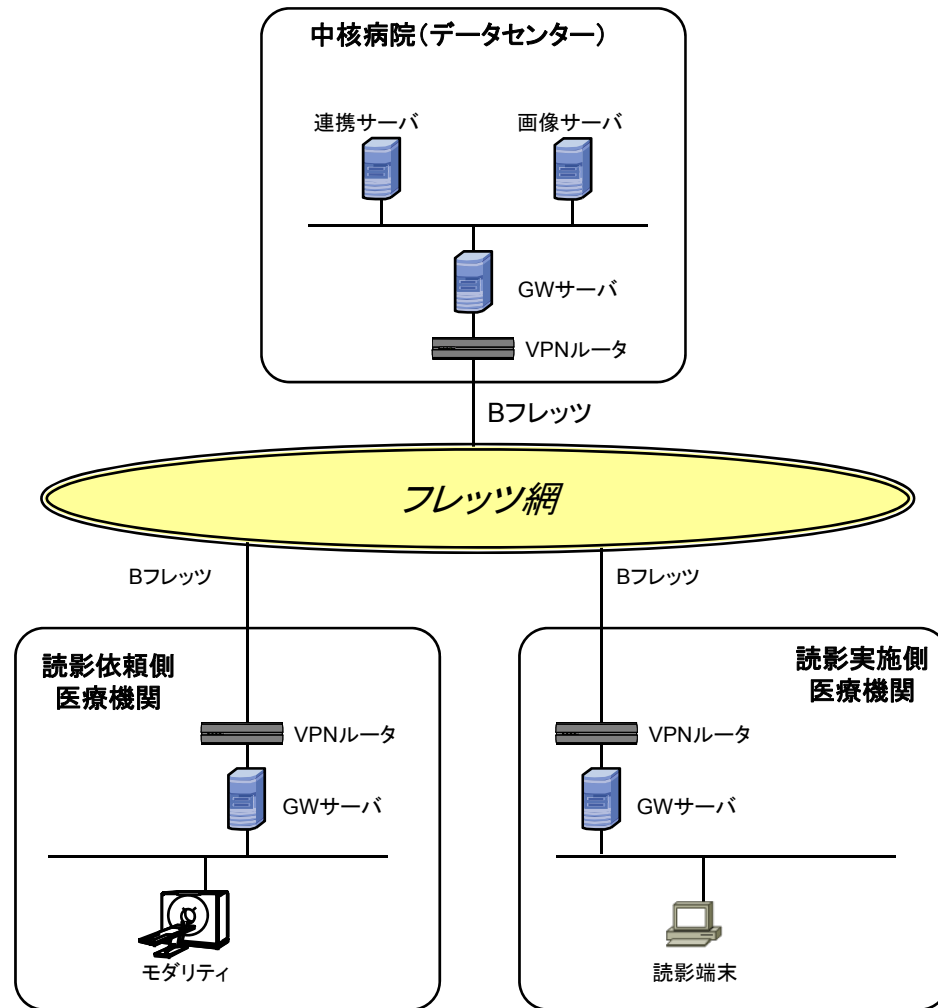 中核病院(データセンター)
連携サーバ
画像サーバ
GWサーバ
VPNルータ
Bフレッツ
フレッツ網
Bフレッツ
Bフレッツ
読影依頼側
医療機関
VPNルータ
GWサーバ
モダリティ
読影実施側
医療機関
VPNルータ
GWサーバ
読影端末